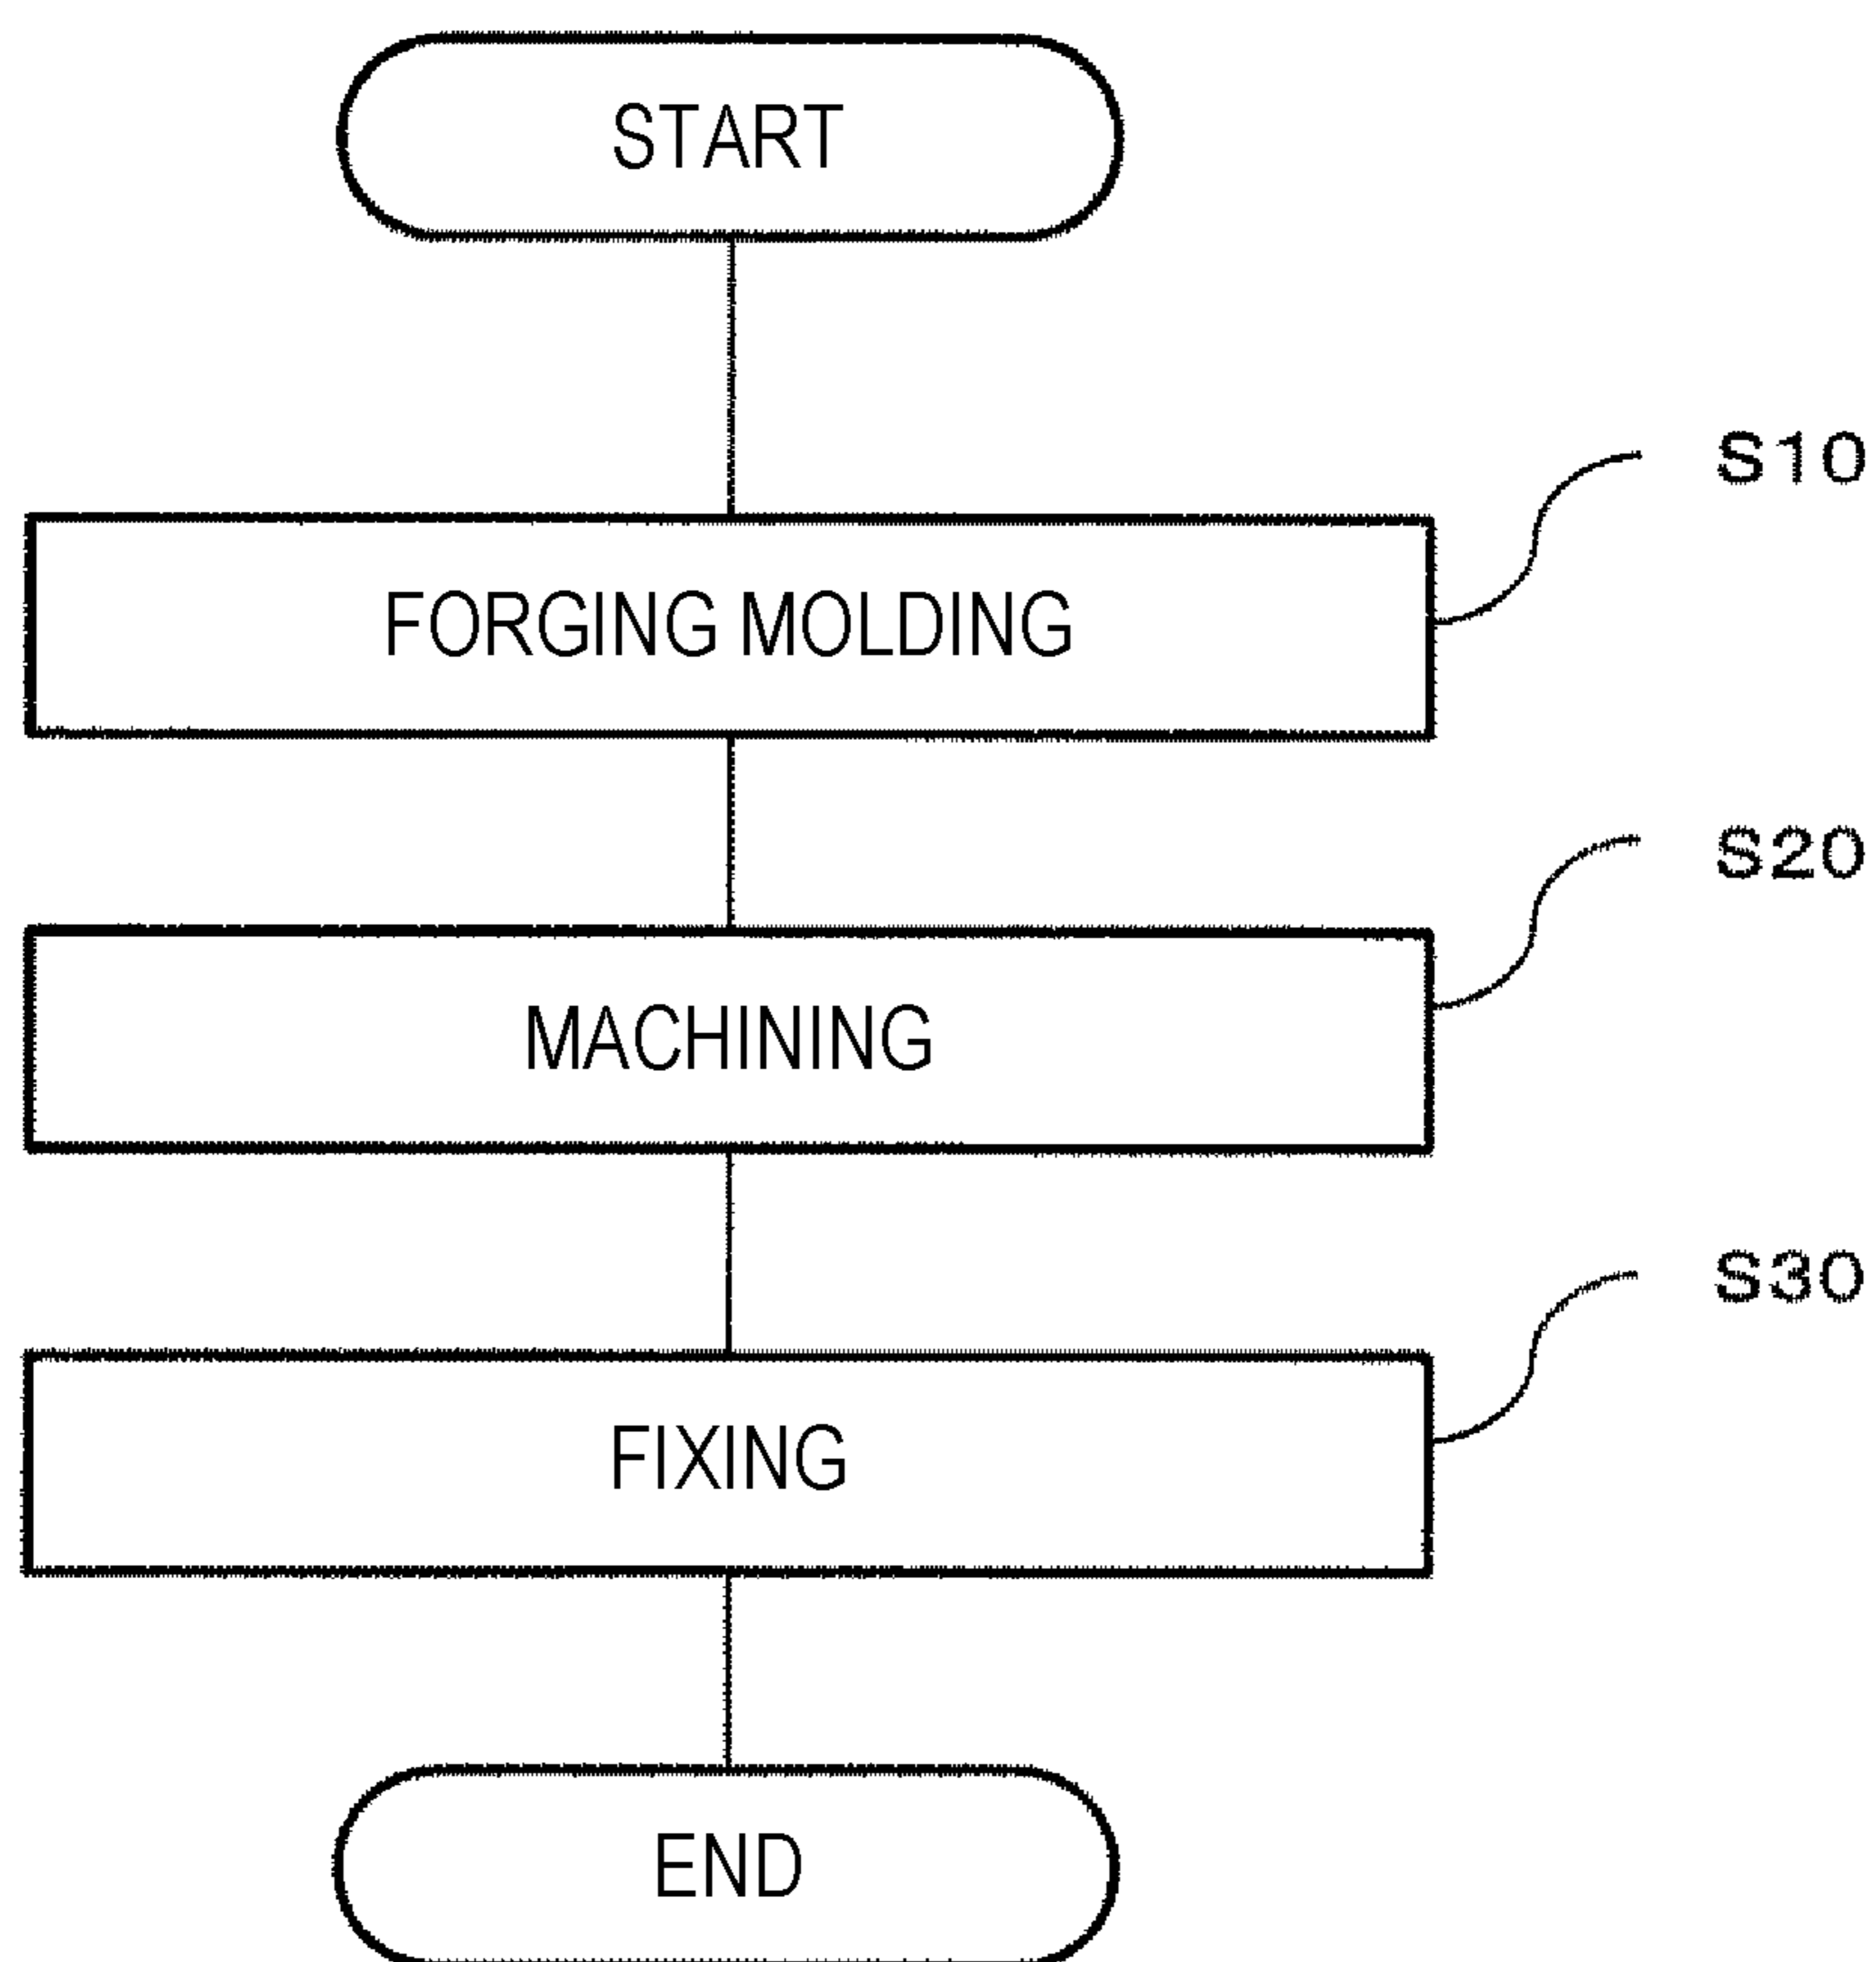 START
S10
FORGING MOLDING
S20
MACHINING
S30
FIXING
END